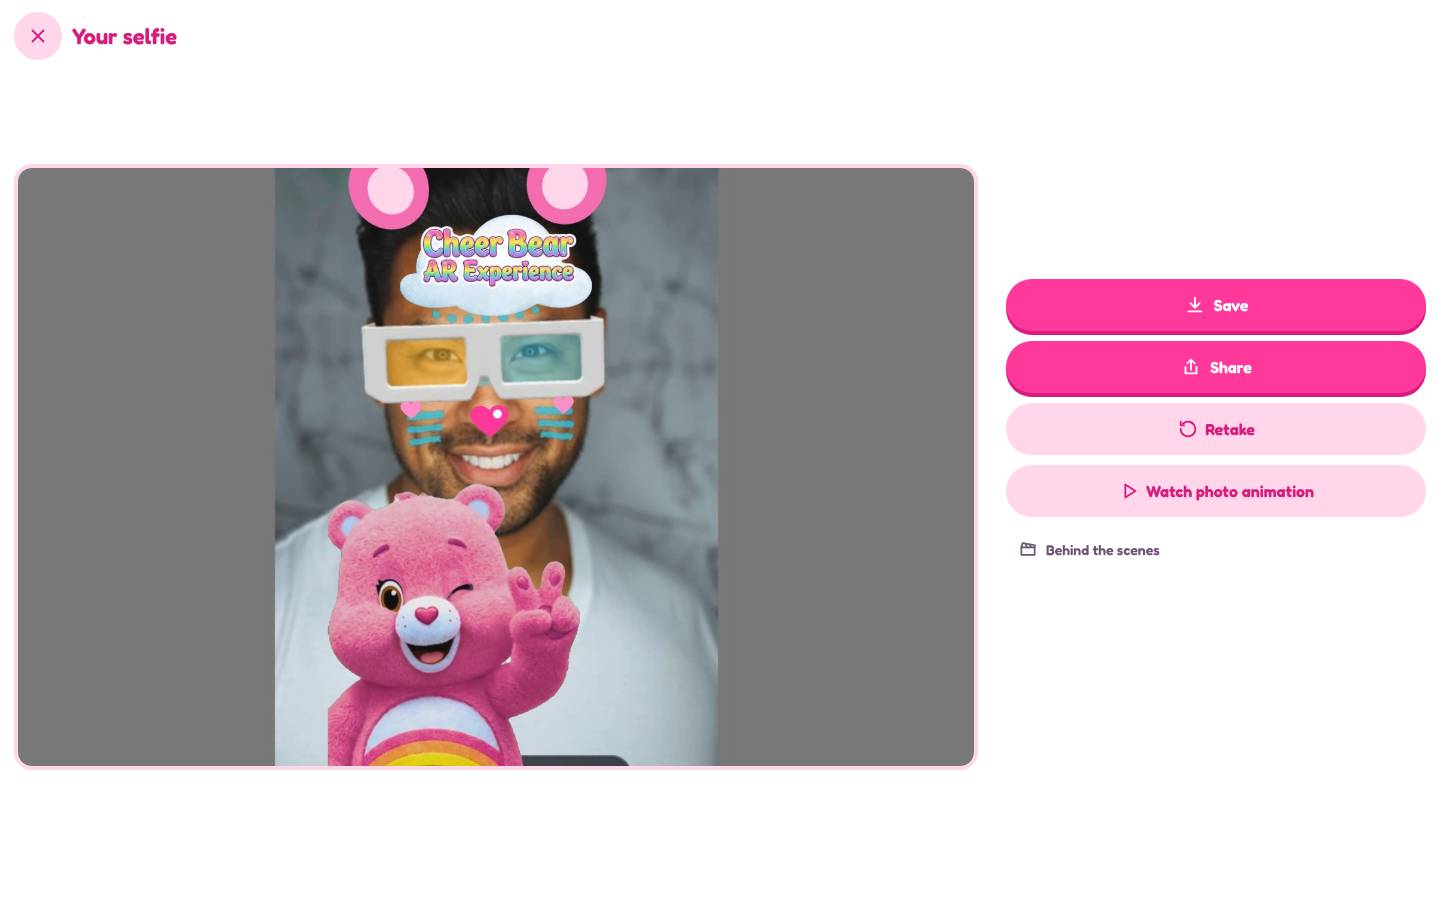 Your selfie
Cheer Bear
AR Experience
Save
Share
Retake
Watch photo animation
Behind the scenes